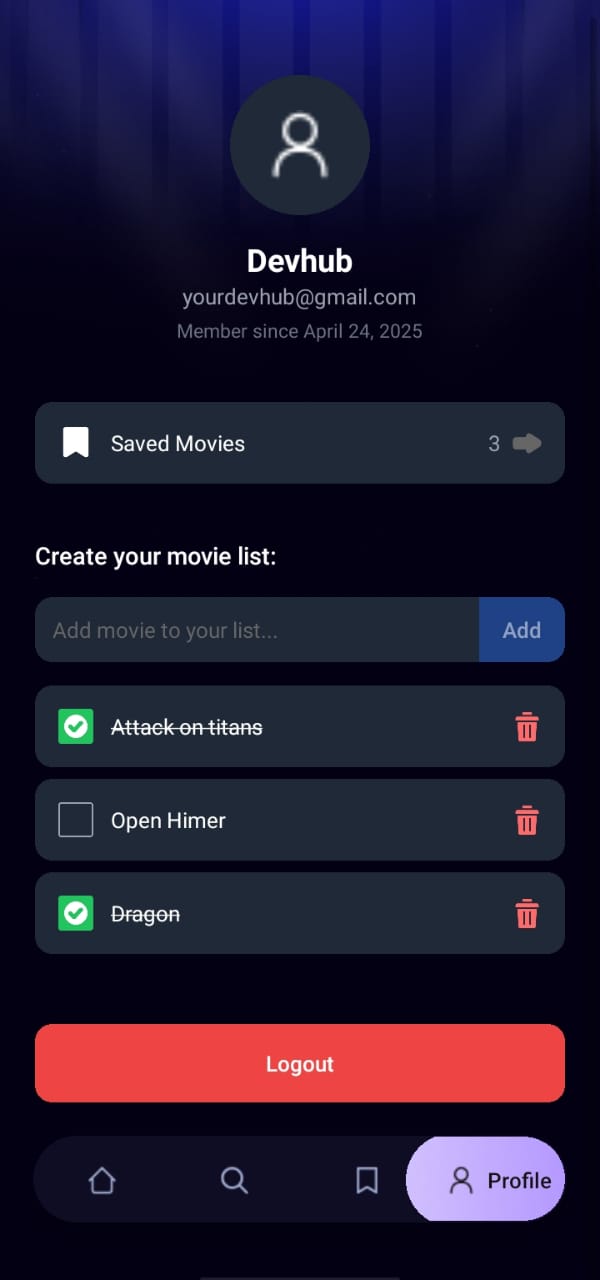 Devhub
yourdevhub@gmail.com
Member since April 24, 2025
Saved Movies 3
Create your movie list:
Add movie to your list... Add
Attack on titans
Open Himer
Dragon
Logout
Profile